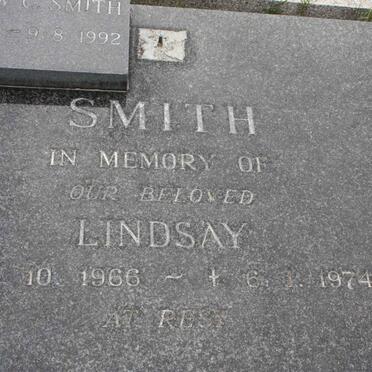 C. SMITH
9.8.1992
SMITH
IN MEMORY OF
OUR BELOVED
LINDSAY
10. 1966 ~ + 6. 1. 1974
AT REST